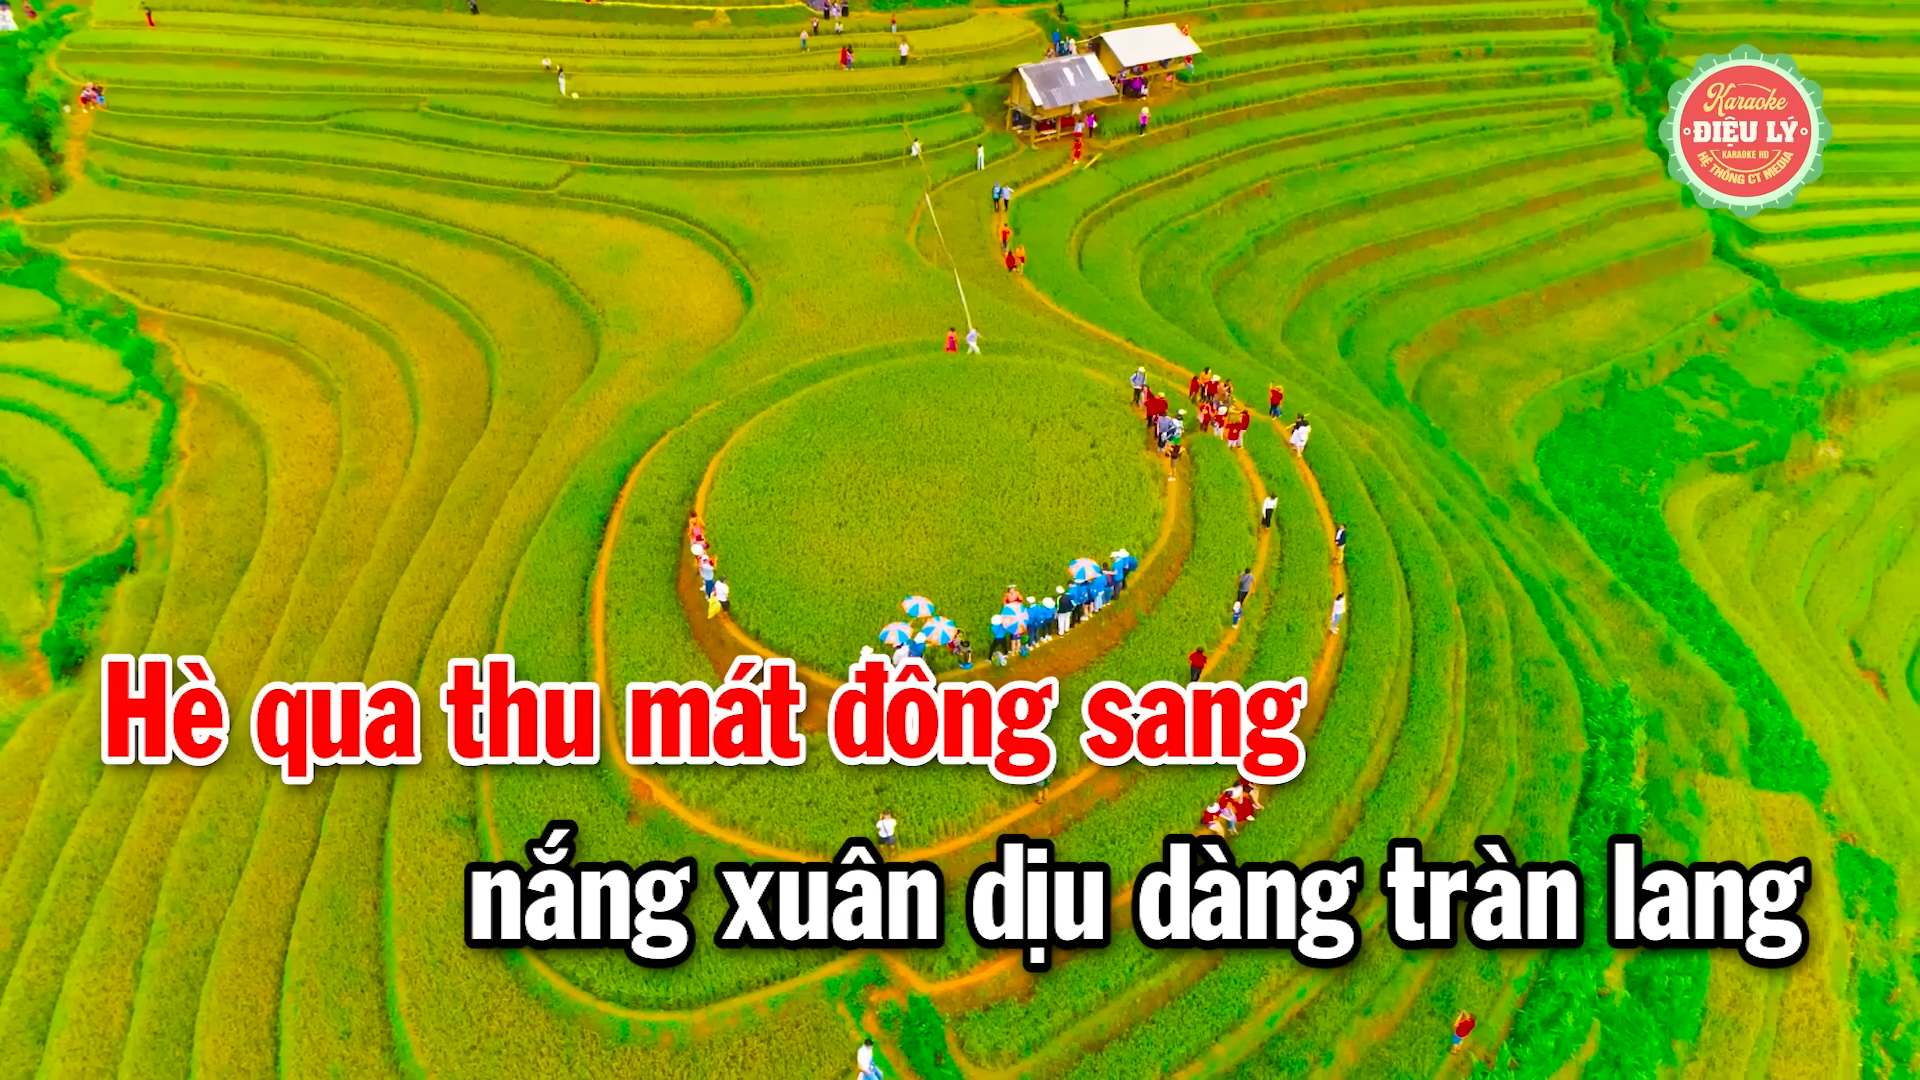 Karaoke
ĐIỆU LÝ
KARAOKE HD
HỆ THỐNG CT MEDIA
Hè qua thu mát đông sang
nắng xuân dịu dàng tràn lang